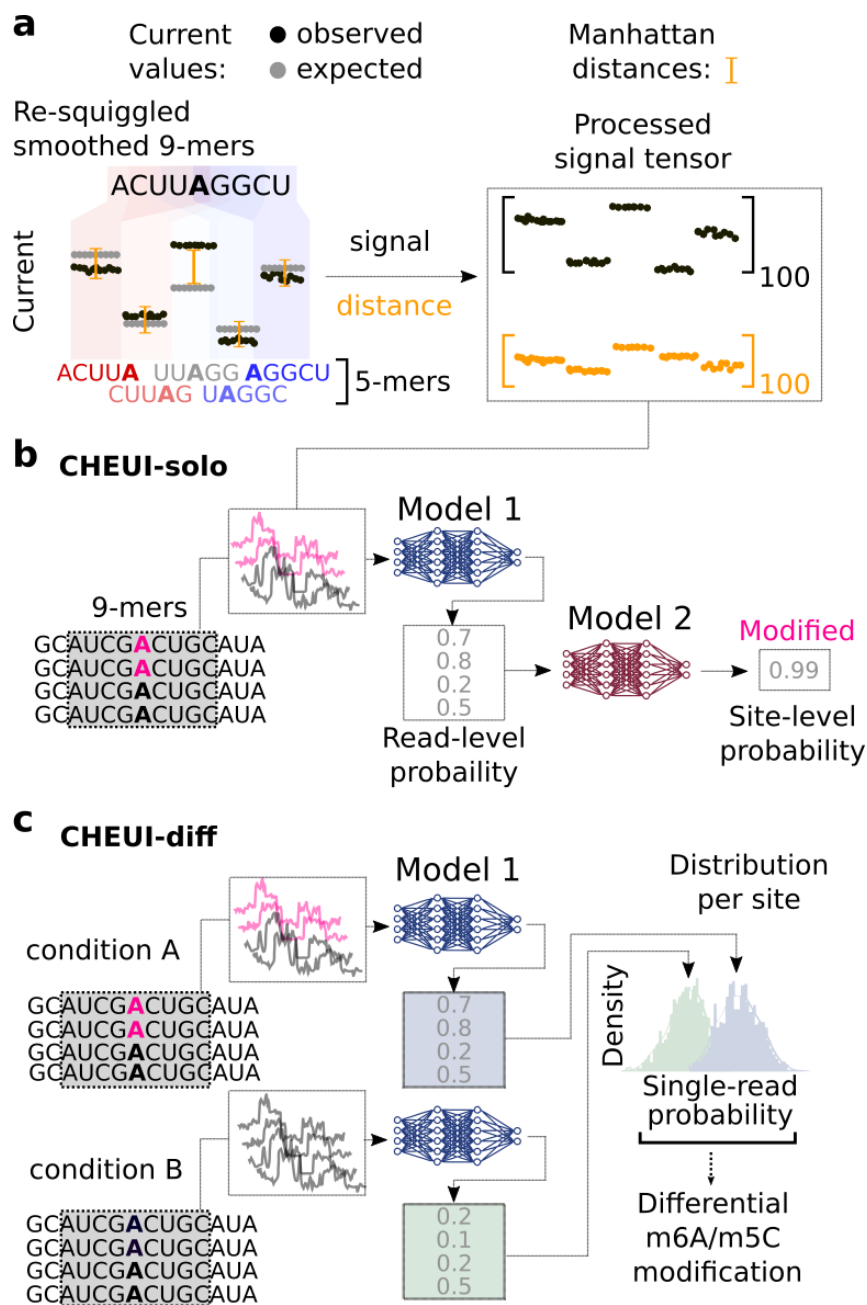 a
Current values:
observed
expected
Manhattan distances:
Re-squiggled
smoothed 9-mers
Processed
signal tensor
ACUUAGGCU
Current
signal
distance
100
100
ACUUA UUAGG AGGCU
CUUAG UAGGC
5-mers
b CHEUI-solo
Model 1
9-mers
GCAUCGACUGCAUA
GCAUCGACUGCAUA
GCAUCGACUGCAUA
GCAUCGACUGCAUA
0.7
0.8
0.2
0.5
Read-level
probaility
Model 2
Modified
0.99
Site-level
probability
c CHEUI-diff
Model 1
condition A
GCAUCGACUGCAUA
GCAUCGACUGCAUA
GCAUCGACUGCAUA
GCAUCGACUGCAUA
0.7
0.8
0.2
0.5
condition B
GCAUCGACUGCAUA
GCAUCGACUGCAUA
GCAUCGACUGCAUA
GCAUCGACUGCAUA
0.2
0.1
0.2
0.5
Distribution
per site
Density
Single-read
probability
Differential
m6A/m5C
modification